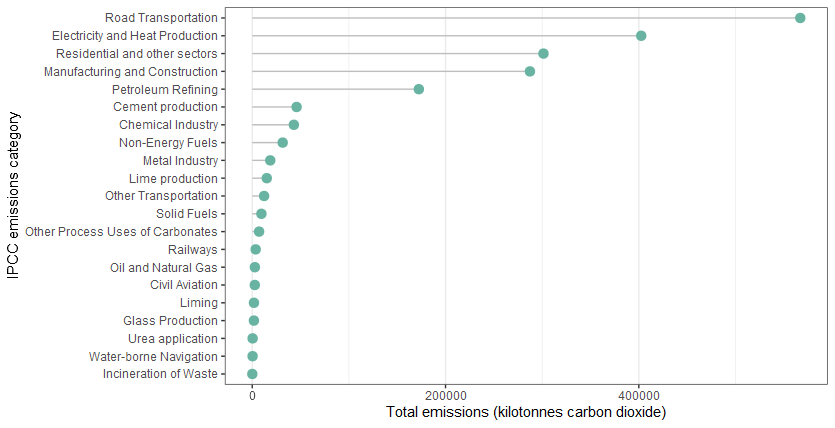 IPCC emissions category
Road Transportation
Electricity and Heat Production
Residential and other sectors
Manufacturing and Construction
Petroleum Refining
Cement production
Chemical Industry
Non-Energy Fuels
Metal Industry
Lime production
Other Transportation
Solid Fuels
Other Process Uses of Carbonates
Railways
Oil and Natural Gas
Civil Aviation
Liming
Glass Production
Urea application
Water-borne Navigation
Incineration of Waste
0 200000 400000
Total emissions (kilotonnes carbon dioxide)